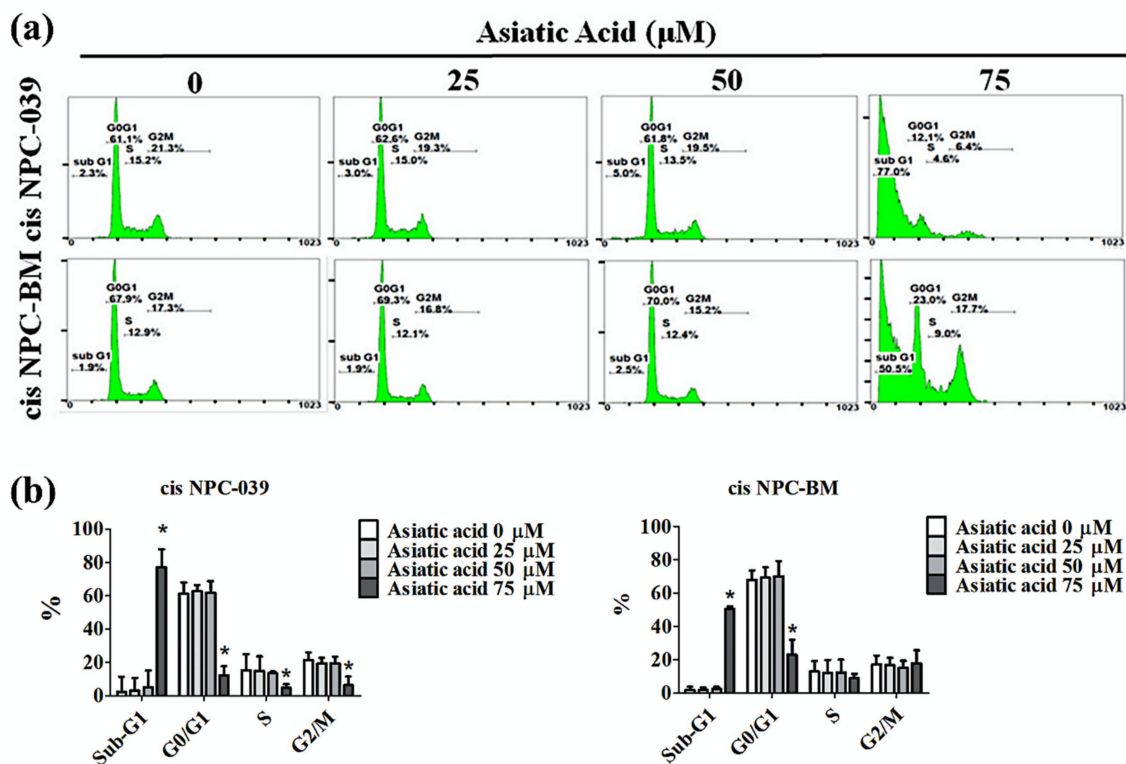 (a)
Asiatic Acid (μM)
0 25 50 75
cis NPC-039
G0G1
61.1%
G2M
21.3%
S
15.2%
sub G1
2.3%
0 1023
G0G1
62.6%
G2M
19.3%
S
15.0%
sub G1
3.0%
0 1023
G0G1
61.8%
G2M
19.5%
S
13.5%
sub G1
5.0%
0 1023
G0G1
12.1%
G2M
6.4%
S
4.6%
sub G1
77.0%
0 1023
cis NPC-BM
G0G1
67.9%
G2M
17.3%
S
12.9%
sub G1
1.9%
0 1023
G0G1
69.3%
G2M
16.8%
S
12.1%
sub G1
1.9%
0 1023
G0G1
70.0%
G2M
15.2%
S
12.4%
sub G1
2.5%
0 1023
G0G1
23.0%
G2M
17.7%
S
9.0%
sub G1
50.5%
0 1023
(b)
cis NPC-039
%
100
80
60
40
20
0
* * * *
Sub-G1 G0/G1 S G2/M
Asiatic acid 0 μM
Asiatic acid 25 μM
Asiatic acid 50 μM
Asiatic acid 75 μM
cis NPC-BM
%
100
80
60
40
20
0
* *
Sub-G1 G0/G1 S G2/M
Asiatic acid 0 μM
Asiatic acid 25 μM
Asiatic acid 50 μM
Asiatic acid 75 μM